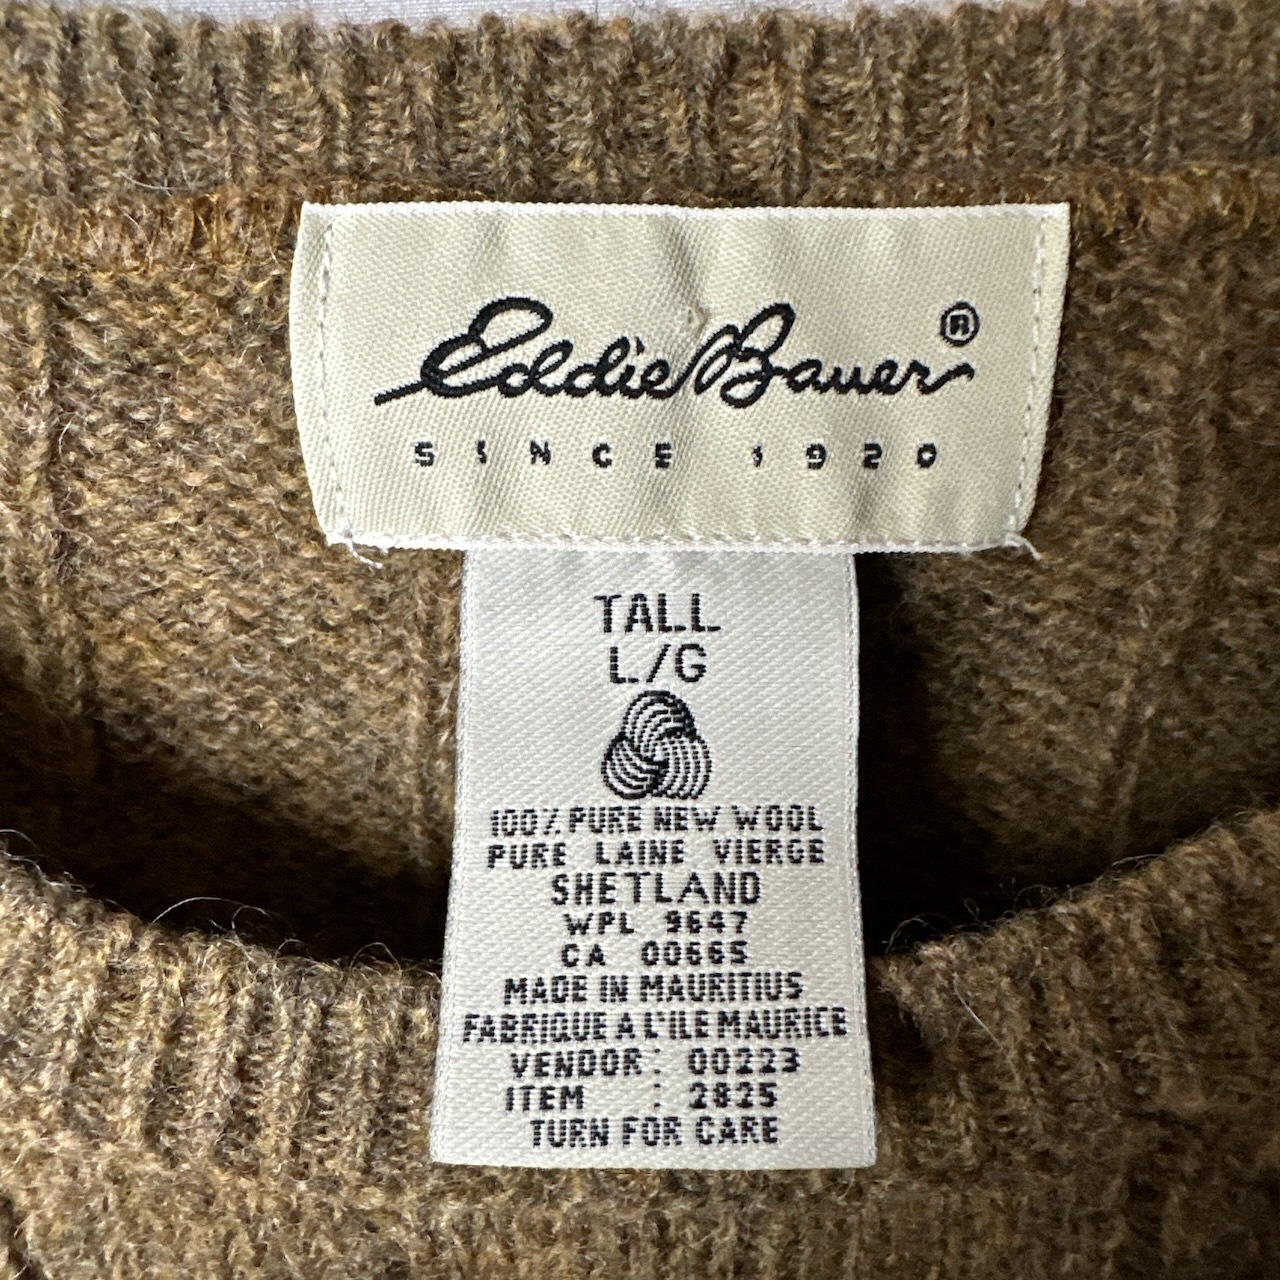 Eddie Bauer®
SINCE 1920
TALL
L/G
100% PURE NEW WOOL
PURE LAINE VIERGE
SHETLAND
WPL 9647
CA 00665
MADE IN MAURITIUS
FABRIQUE A L'ILE MAURICE
VENDOR : 00223
ITEM : 2825
TURN FOR CARE